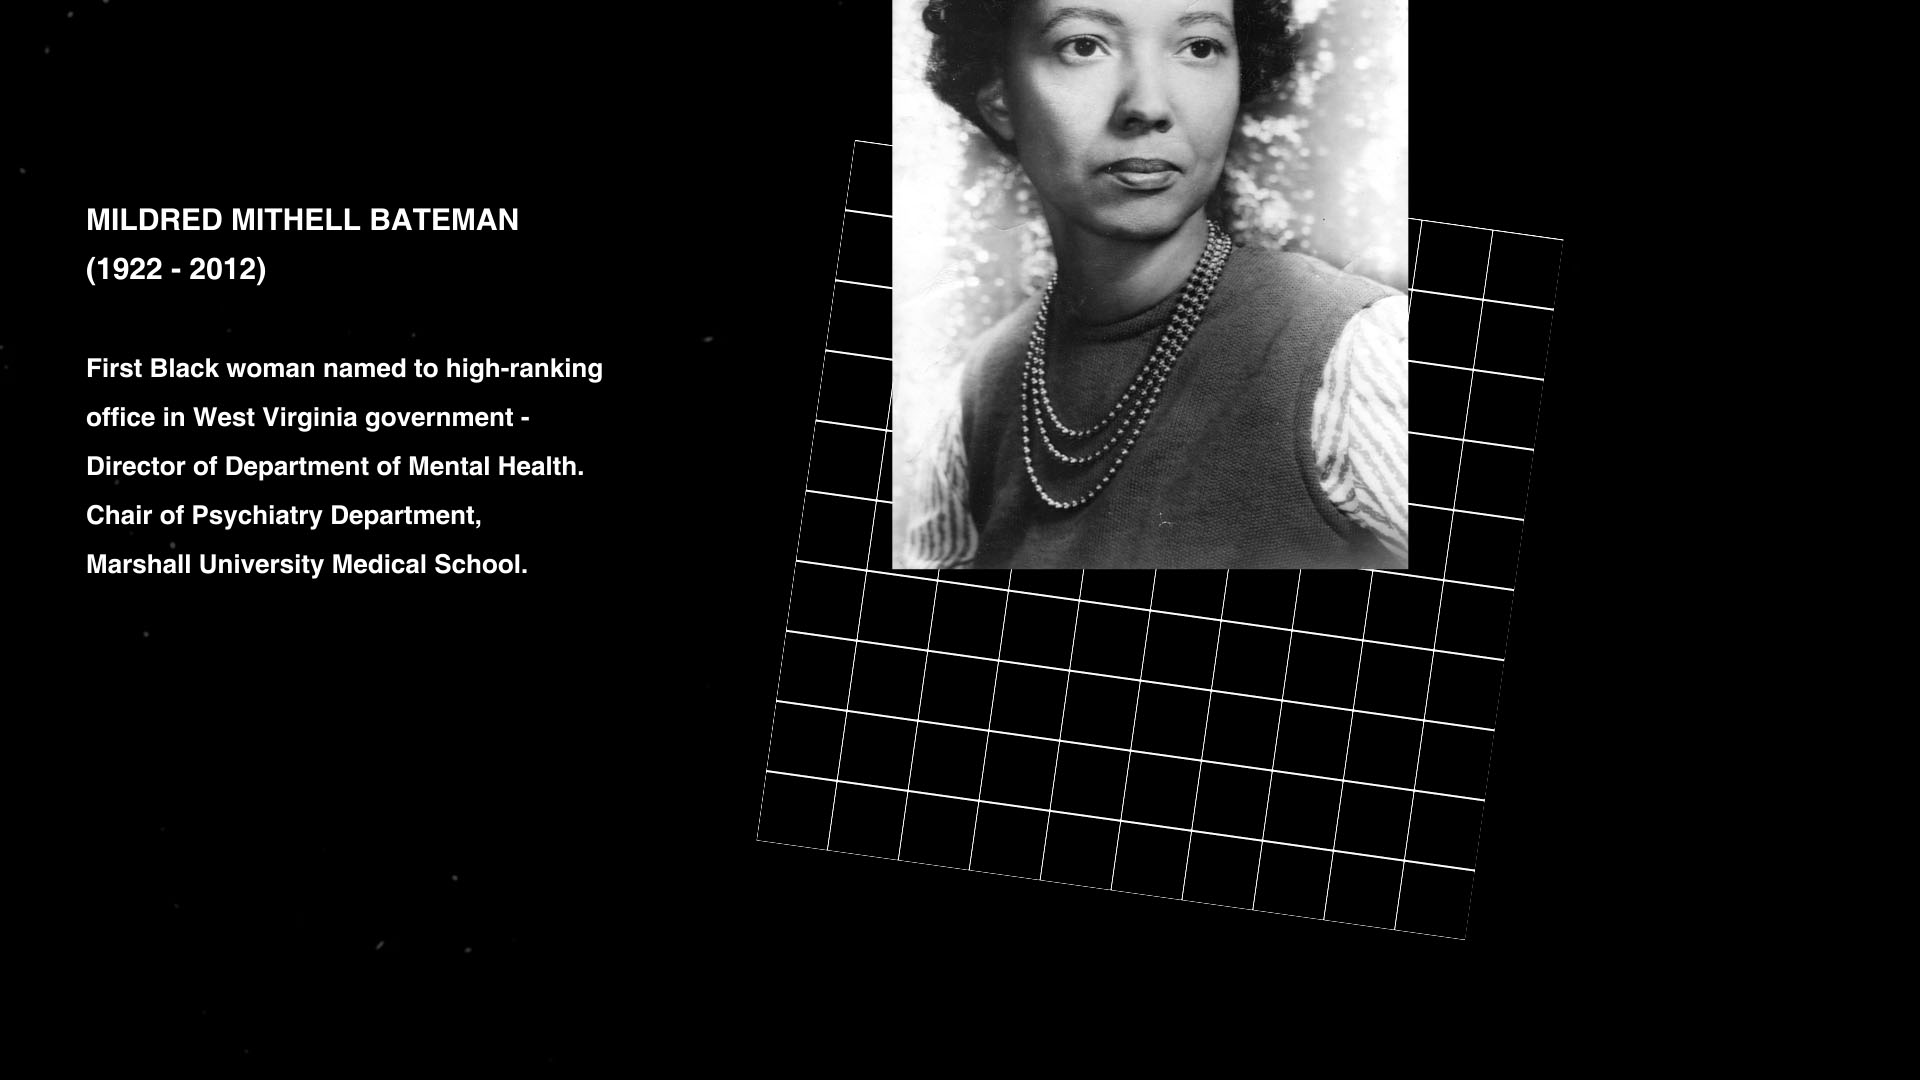 MILDRED MITHELL BATEMAN
(1922 - 2012)
First Black woman named to high-ranking
office in West Virginia government -
Director of Department of Mental Health.
Chair of Psychiatry Department,
Marshall University Medical School.